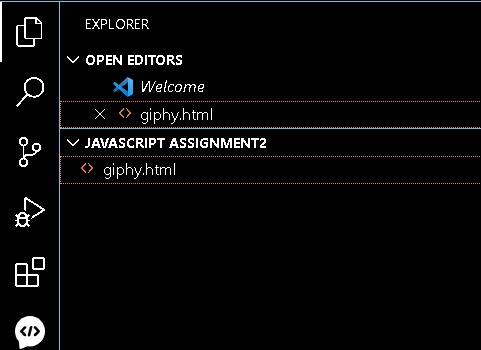 EXPLORER
OPEN EDITORS
Welcome
giphy.html
JAVASCRIPT ASSIGNMENT2
giphy.html